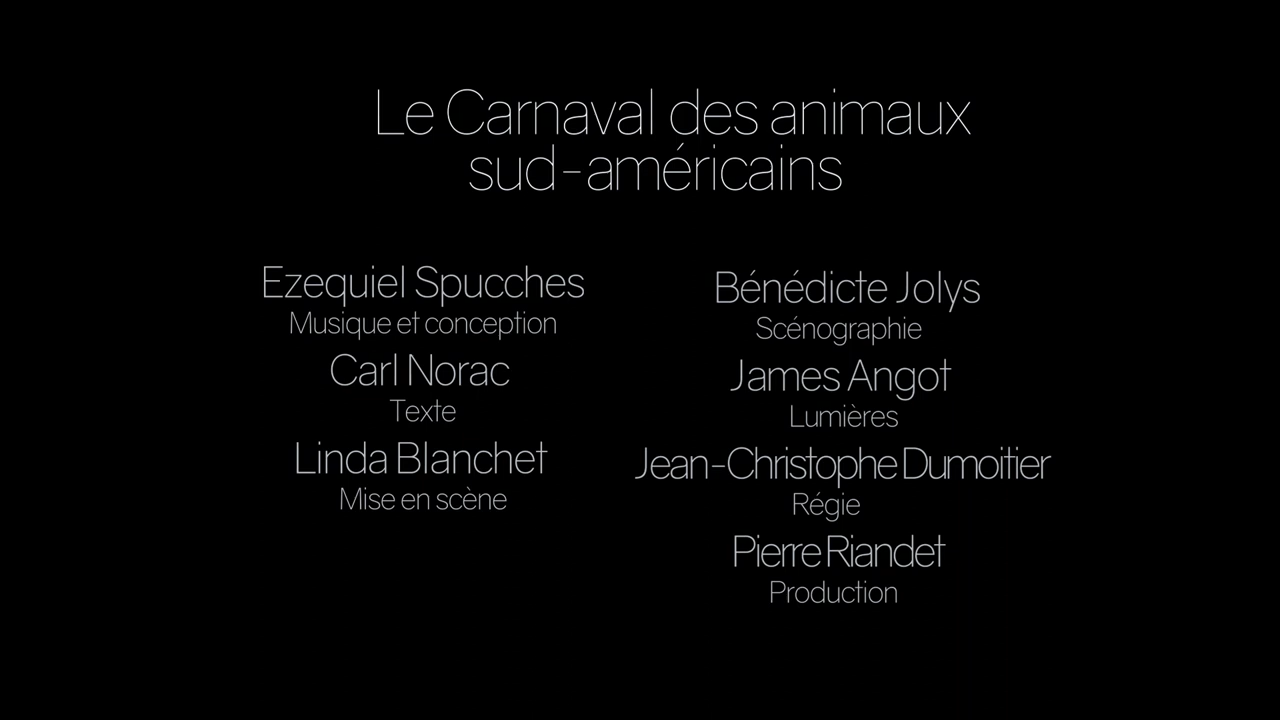 Le Carnaval des animaux
sud-américains
Ezequiel Spucches
Musique et conception
Carl Norac
Texte
Linda Blanchet
Mise en scène
Bénédicte Jolys
Scénographie
James Angot
Lumières
Jean-Christophe Dumoitier
Régie
Pierre Riandet
Production